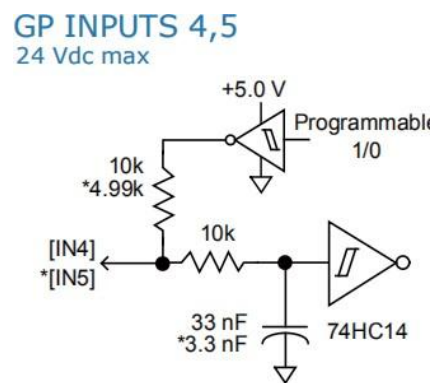 GP INPUTS 4,5
24 Vdc max
+5.0 V
Programmable
1/0
10k
*4.99k
10k
[IN4]
*[IN5]
33 nF
*3.3 nF
74HC14